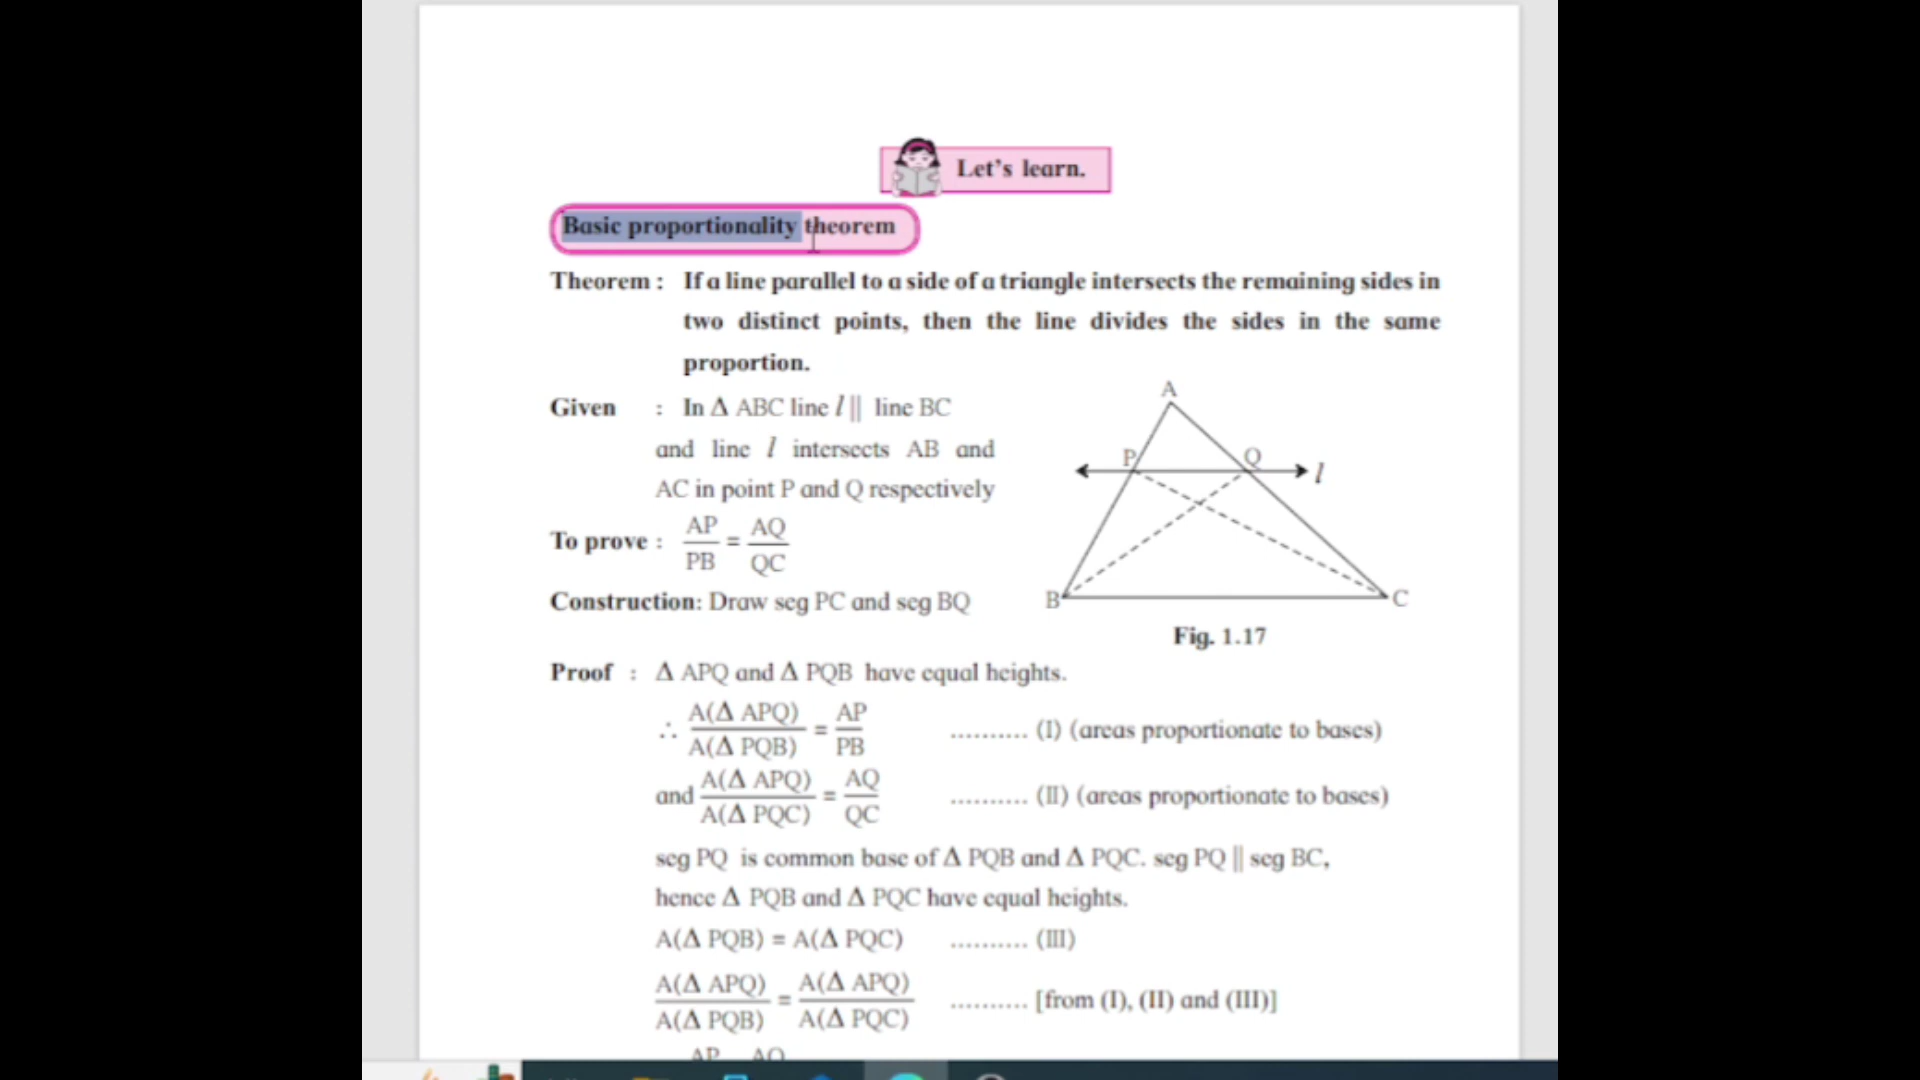 Let's learn.
Basic proportionality theorem
Theorem : If a line parallel to a side of a triangle intersects the remaining sides in
two distinct points, then the line divides the sides in the same
proportion.
Given : In Δ ABC line l || line BC
and line l intersects AB and
AC in point P and Q respectively
To prove : AP/PB = AQ/QC
Construction: Draw seg PC and seg BQ
A
P
Q
l
B
C
Fig. 1.17
Proof : Δ APQ and Δ PQB have equal heights.
∴ A(Δ APQ)/A(Δ PQB) = AP/PB .......... (I) (areas proportionate to bases)
and A(Δ APQ)/A(Δ PQC) = AQ/QC .......... (II) (areas proportionate to bases)
seg PQ is common base of Δ PQB and Δ PQC. seg PQ || seg BC,
hence Δ PQB and Δ PQC have equal heights.
A(Δ PQB) = A(Δ PQC) .......... (III)
A(Δ APQ)/A(Δ PQB) = A(Δ APQ)/A(Δ PQC) .......... [from (I), (II) and (III)]
AP AQ